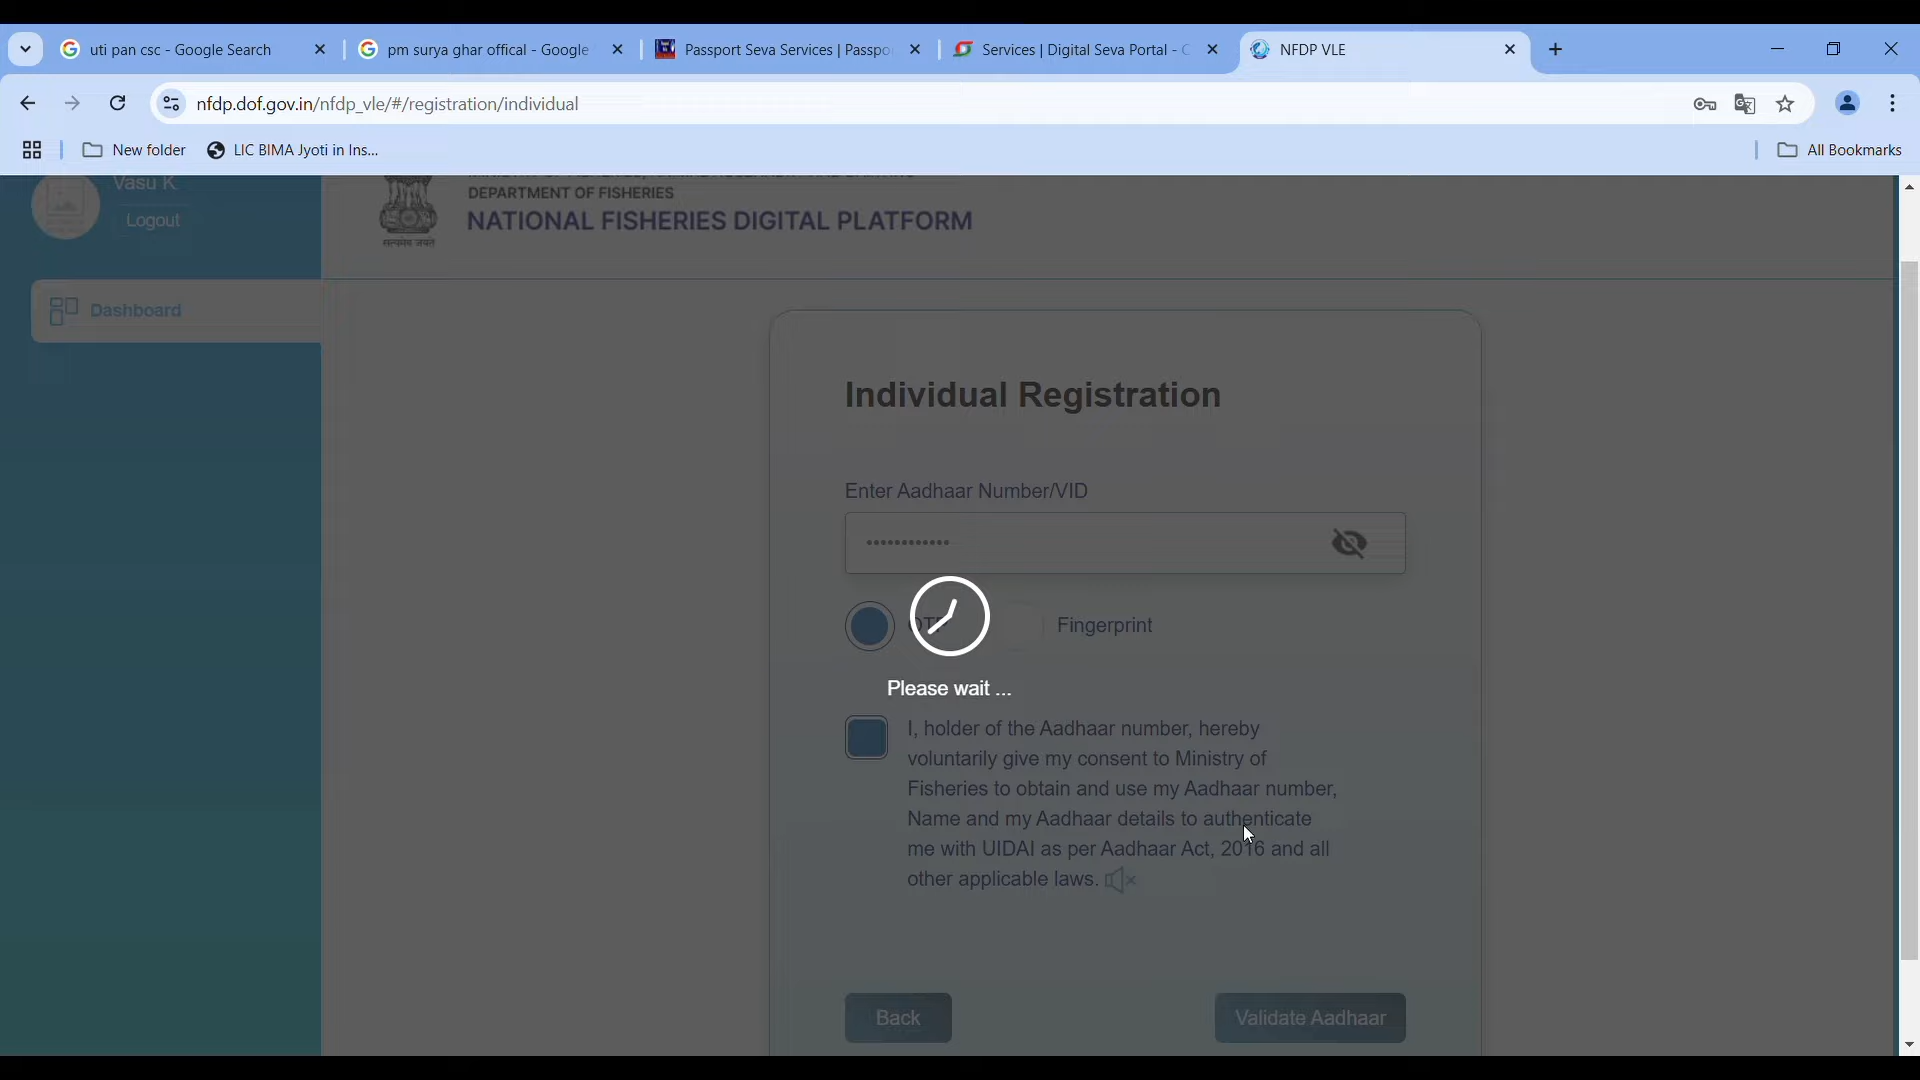 uti pan csc - Google Search
pm surya ghar offical - Google
Passport Seva Services | Passpo
Services | Digital Seva Portal - C
NFDP VLE
nfdp.dof.gov.in/nfdp_vle/#/registration/individual
New folder
LIC BIMA Jyoti in Ins...
All Bookmarks
Vasu K
Logout
Dashboard
DEPARTMENT OF FISHERIES
NATIONAL FISHERIES DIGITAL PLATFORM
सत्यमेव जयते
Individual Registration
Enter Aadhaar Number/VID
OTP
Fingerprint
Please wait ...
I, holder of the Aadhaar number, hereby
voluntarily give my consent to Ministry of
Fisheries to obtain and use my Aadhaar number,
Name and my Aadhaar details to authenticate
me with UIDAI as per Aadhaar Act, 2016 and all
other applicable laws.
Back
Validate Aadhaar